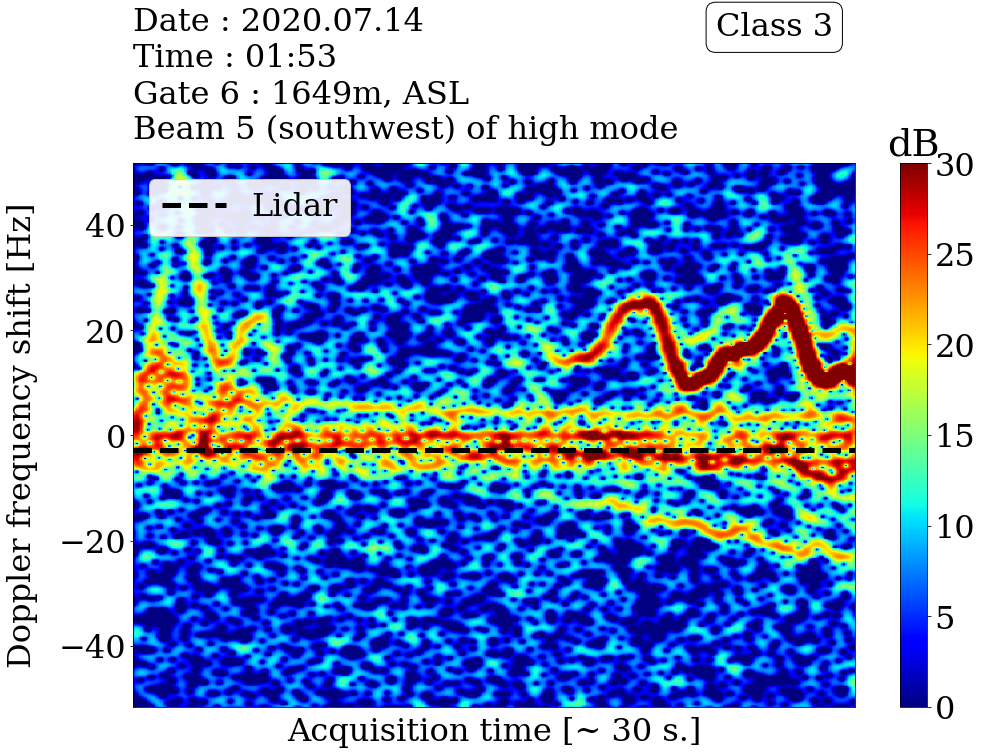 Date : 2020.07.14
Time : 01:53
Gate 6 : 1649m, ASL
Beam 5 (southwest) of high mode
Class 3
dB
Lidar
Doppler frequency shift [Hz]
40
20
0
−20
−40
30
25
20
15
10
5
0
Acquisition time [~ 30 s.]